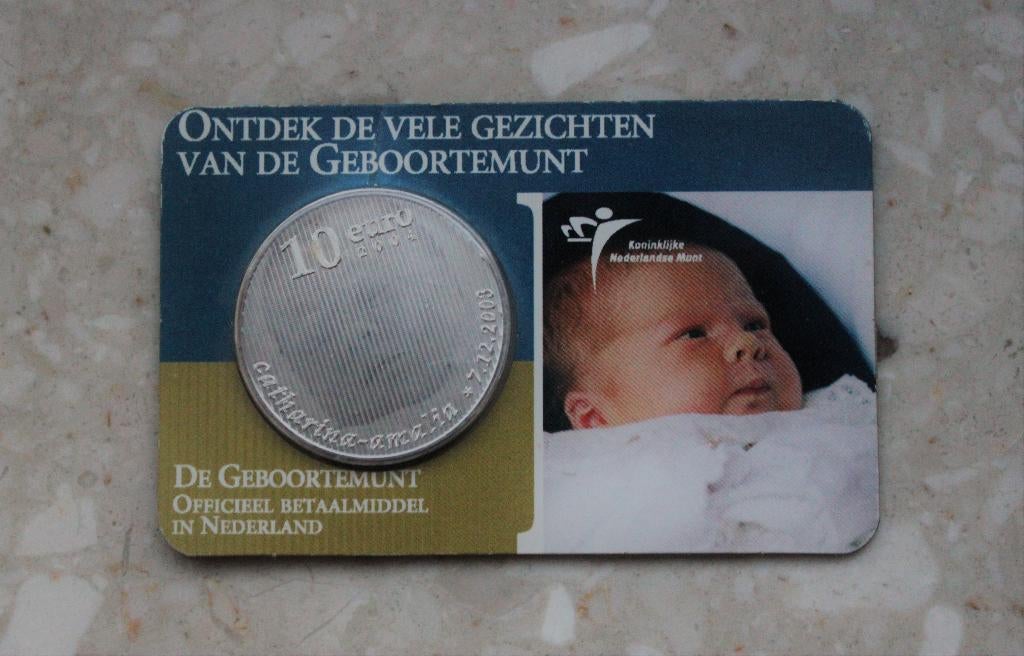 ONTDEK DE VELE GEZICHTEN
VAN DE GEBOORTEMUNT
10 euro
2004
catharina-amalia *7.12.2003
Koninklijke
Nederlandse Munt
DE GEBOORTEMUNT
OFFICIEEL BETAALMIDDEL
IN NEDERLAND